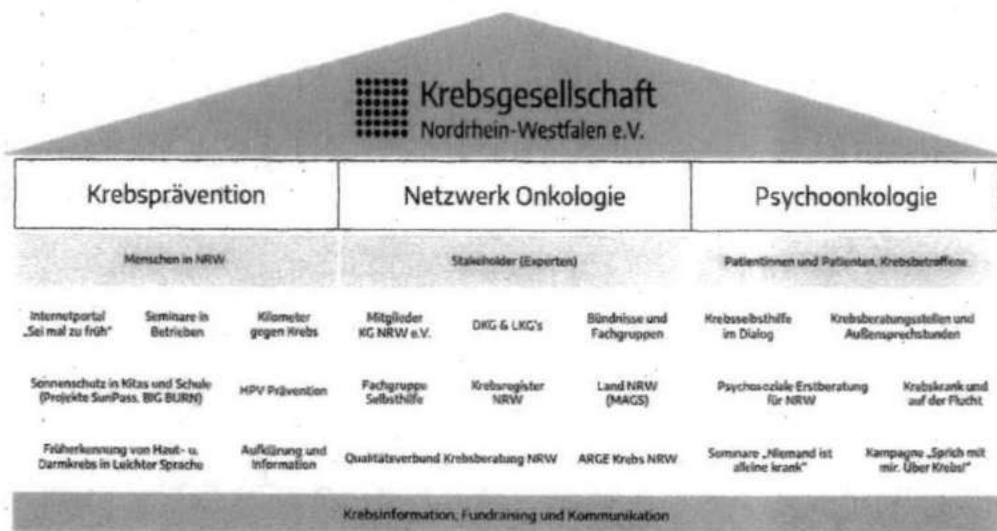 Krebsgesellschaft
Nordrhein-Westfalen e.V.
Krebsprävention
Netzwerk Onkologie
Psychoonkologie
Menschen in NRW
Stakeholder (Experten)
Patientinnen und Patienten, Krebsbetroffene
Internetportal
„Sei mal zu früh“
Seminare in
Betrieben
Kilometer
gegen Krebs
Mitglieder
KG NRW e.V.
DKG & LKG's
Bündnisse und
Fachgruppen
Krebsselbsthilfe
im Dialog
Krebsberatungsstellen und
Außensprechstunden
Sonnenschutz in Kitas und Schule
(Projekte SunPass, BIG BURN)
HPV Prävention
Fachgruppe
Selbsthilfe
Krebsregister
NRW
Land NRW
(MAGS)
Psychosoziale Erstberatung
für NRW
Krebskrank und
auf der Flucht
Früherkennung von Haut- u.
Darmkrebs in Leichter Sprache
Aufklärung und
Information
Qualitätsverbund Krebsberatung NRW
ARGE Krebs NRW
Seminare „Niemand ist
alleine krank“
Kampagne „Sprich mit
mir. Über Krebs!“
Krebsinformation, Fundraising und Kommunikation